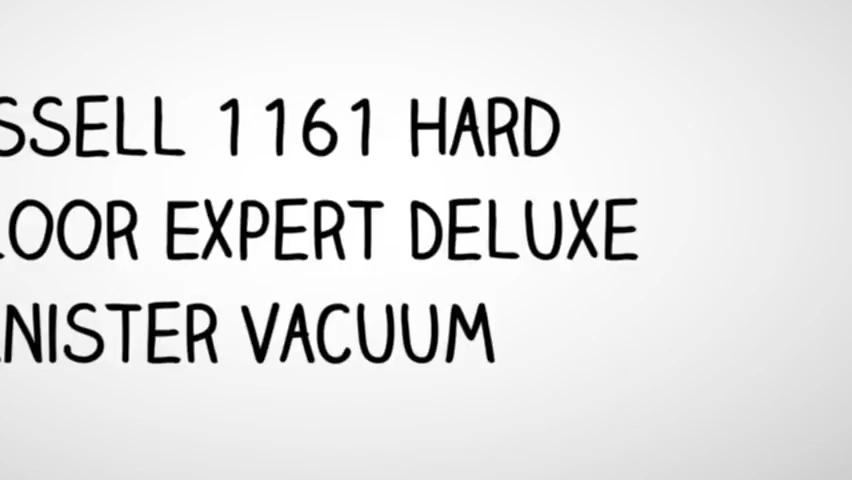 SSELL 1161 HARD
LOOR EXPERT DELUXE
NISTER VACUUM